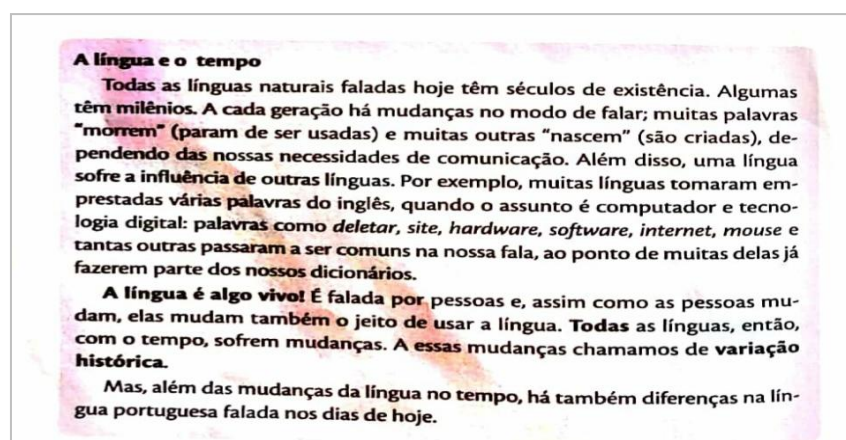 A língua e o tempo
Todas as línguas naturais faladas hoje têm séculos de existência. Algumas
têm milênios. A cada geração há mudanças no modo de falar; muitas palavras
"morrem" (param de ser usadas) e muitas outras “nascem” (são criadas), de-
pendendo das nossas necessidades de comunicação. Além disso, uma língua
sofre a influência de outras línguas. Por exemplo, muitas línguas tomaram em-
prestadas várias palavras do inglês, quando o assunto é computador e tecno-
logia digital: palavras como deletar, site, hardware, software, internet, mouse e
tantas outras passaram a ser comuns na nossa fala, ao ponto de muitas delas já
fazerem parte dos nossos dicionários.
A língua é algo vivo! É falada por pessoas e, assim como as pessoas mu-
dam, elas mudam também o jeito de usar a língua. Todas as línguas, então,
com o tempo, sofrem mudanças. A essas mudanças chamamos de variação
histórica.
Mas, além das mudanças da língua no tempo, há também diferenças na lín-
gua portuguesa falada nos dias de hoje.